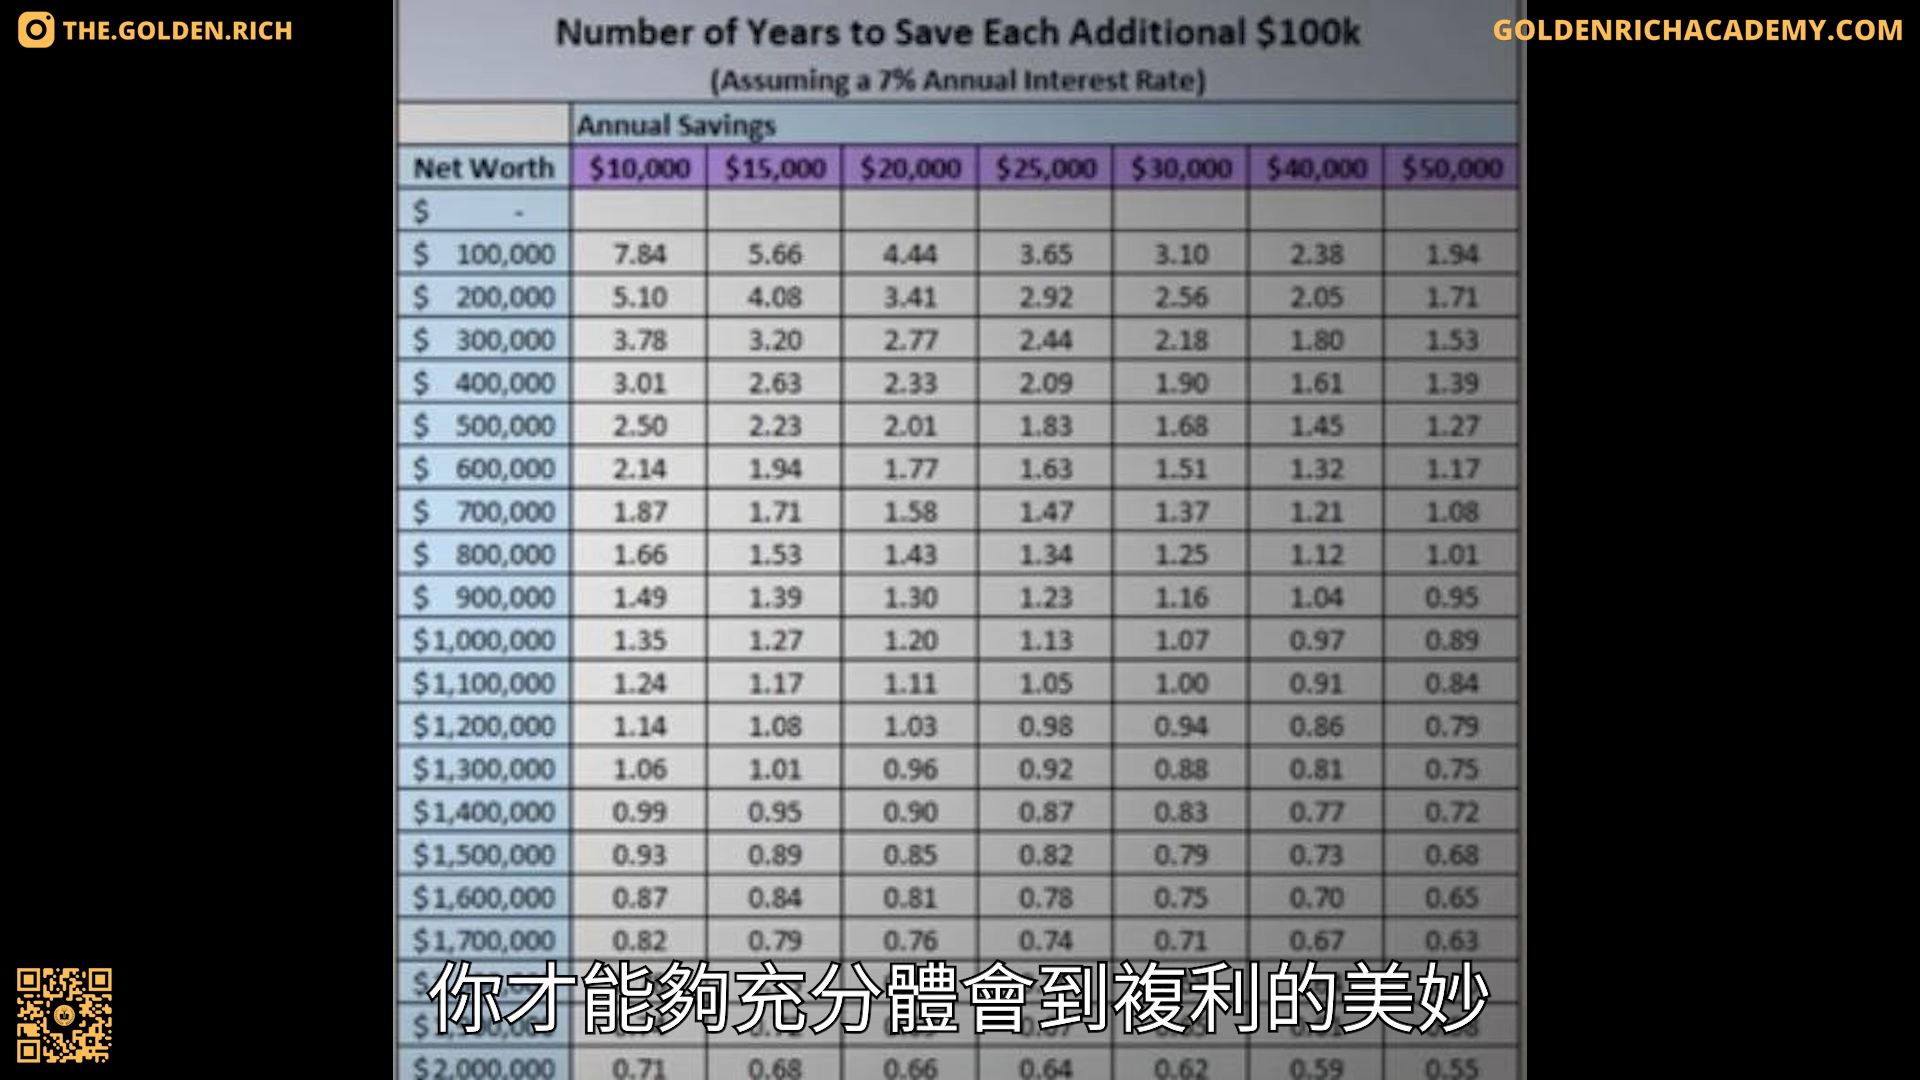 THE.GOLDEN.RICH
GOLDENRICHACADEMY.COM
Number of Years to Save Each Additional $100k
(Assuming a 7% Annual Interest Rate)
Annual Savings
Net Worth $10,000 $15,000 $20,000 $25,000 $30,000 $40,000 $50,000
$ -
$ 100,000 7.84 5.66 4.44 3.65 3.10 2.38 1.94
$ 200,000 5.10 4.08 3.41 2.92 2.56 2.05 1.71
$ 300,000 3.78 3.20 2.77 2.44 2.18 1.80 1.53
$ 400,000 3.01 2.63 2.33 2.09 1.90 1.61 1.39
$ 500,000 2.50 2.23 2.01 1.83 1.68 1.45 1.27
$ 600,000 2.14 1.94 1.77 1.63 1.51 1.32 1.17
$ 700,000 1.87 1.71 1.58 1.47 1.37 1.21 1.08
$ 800,000 1.66 1.53 1.43 1.34 1.25 1.12 1.01
$ 900,000 1.49 1.39 1.30 1.23 1.16 1.04 0.95
$1,000,000 1.35 1.27 1.20 1.13 1.07 0.97 0.89
$1,100,000 1.24 1.17 1.11 1.05 1.00 0.91 0.84
$1,200,000 1.14 1.08 1.03 0.98 0.94 0.86 0.79
$1,300,000 1.06 1.01 0.96 0.92 0.88 0.81 0.75
$1,400,000 0.99 0.95 0.90 0.87 0.83 0.77 0.72
$1,500,000 0.93 0.89 0.85 0.82 0.79 0.73 0.68
$1,600,000 0.87 0.84 0.81 0.78 0.75 0.70 0.65
$1,700,000 0.82 0.79 0.76 0.74 0.71 0.67 0.63
你才能夠充分體會到複利的美妙
$2,000,000 0.71 0.68 0.66 0.64 0.62 0.59 0.55